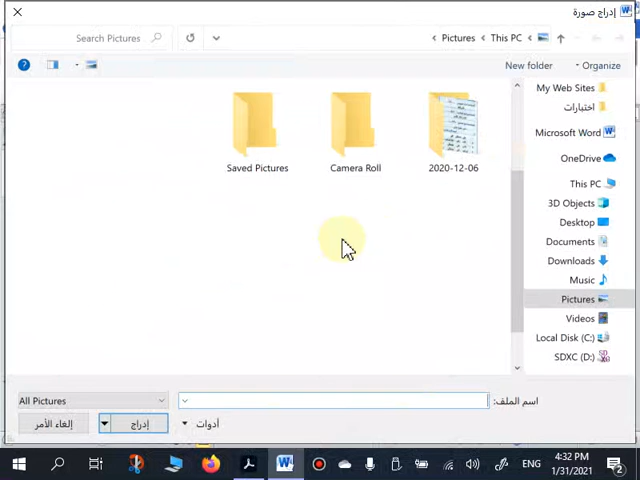 إدراج صورة
This PC
Pictures
Search Pictures
Organize
New folder
My Web Sites
اختبارات
Microsoft Word
OneDrive
This PC
3D Objects
Desktop
Documents
Downloads
Music
Pictures
Videos
Local Disk (C:)
SDXC (D:)
2020-12-06
Camera Roll
Saved Pictures
اسم الملف:
All Pictures
أدوات
إدراج
إلغاء الأمر
ENG
4:32 PM
1/31/2021
2